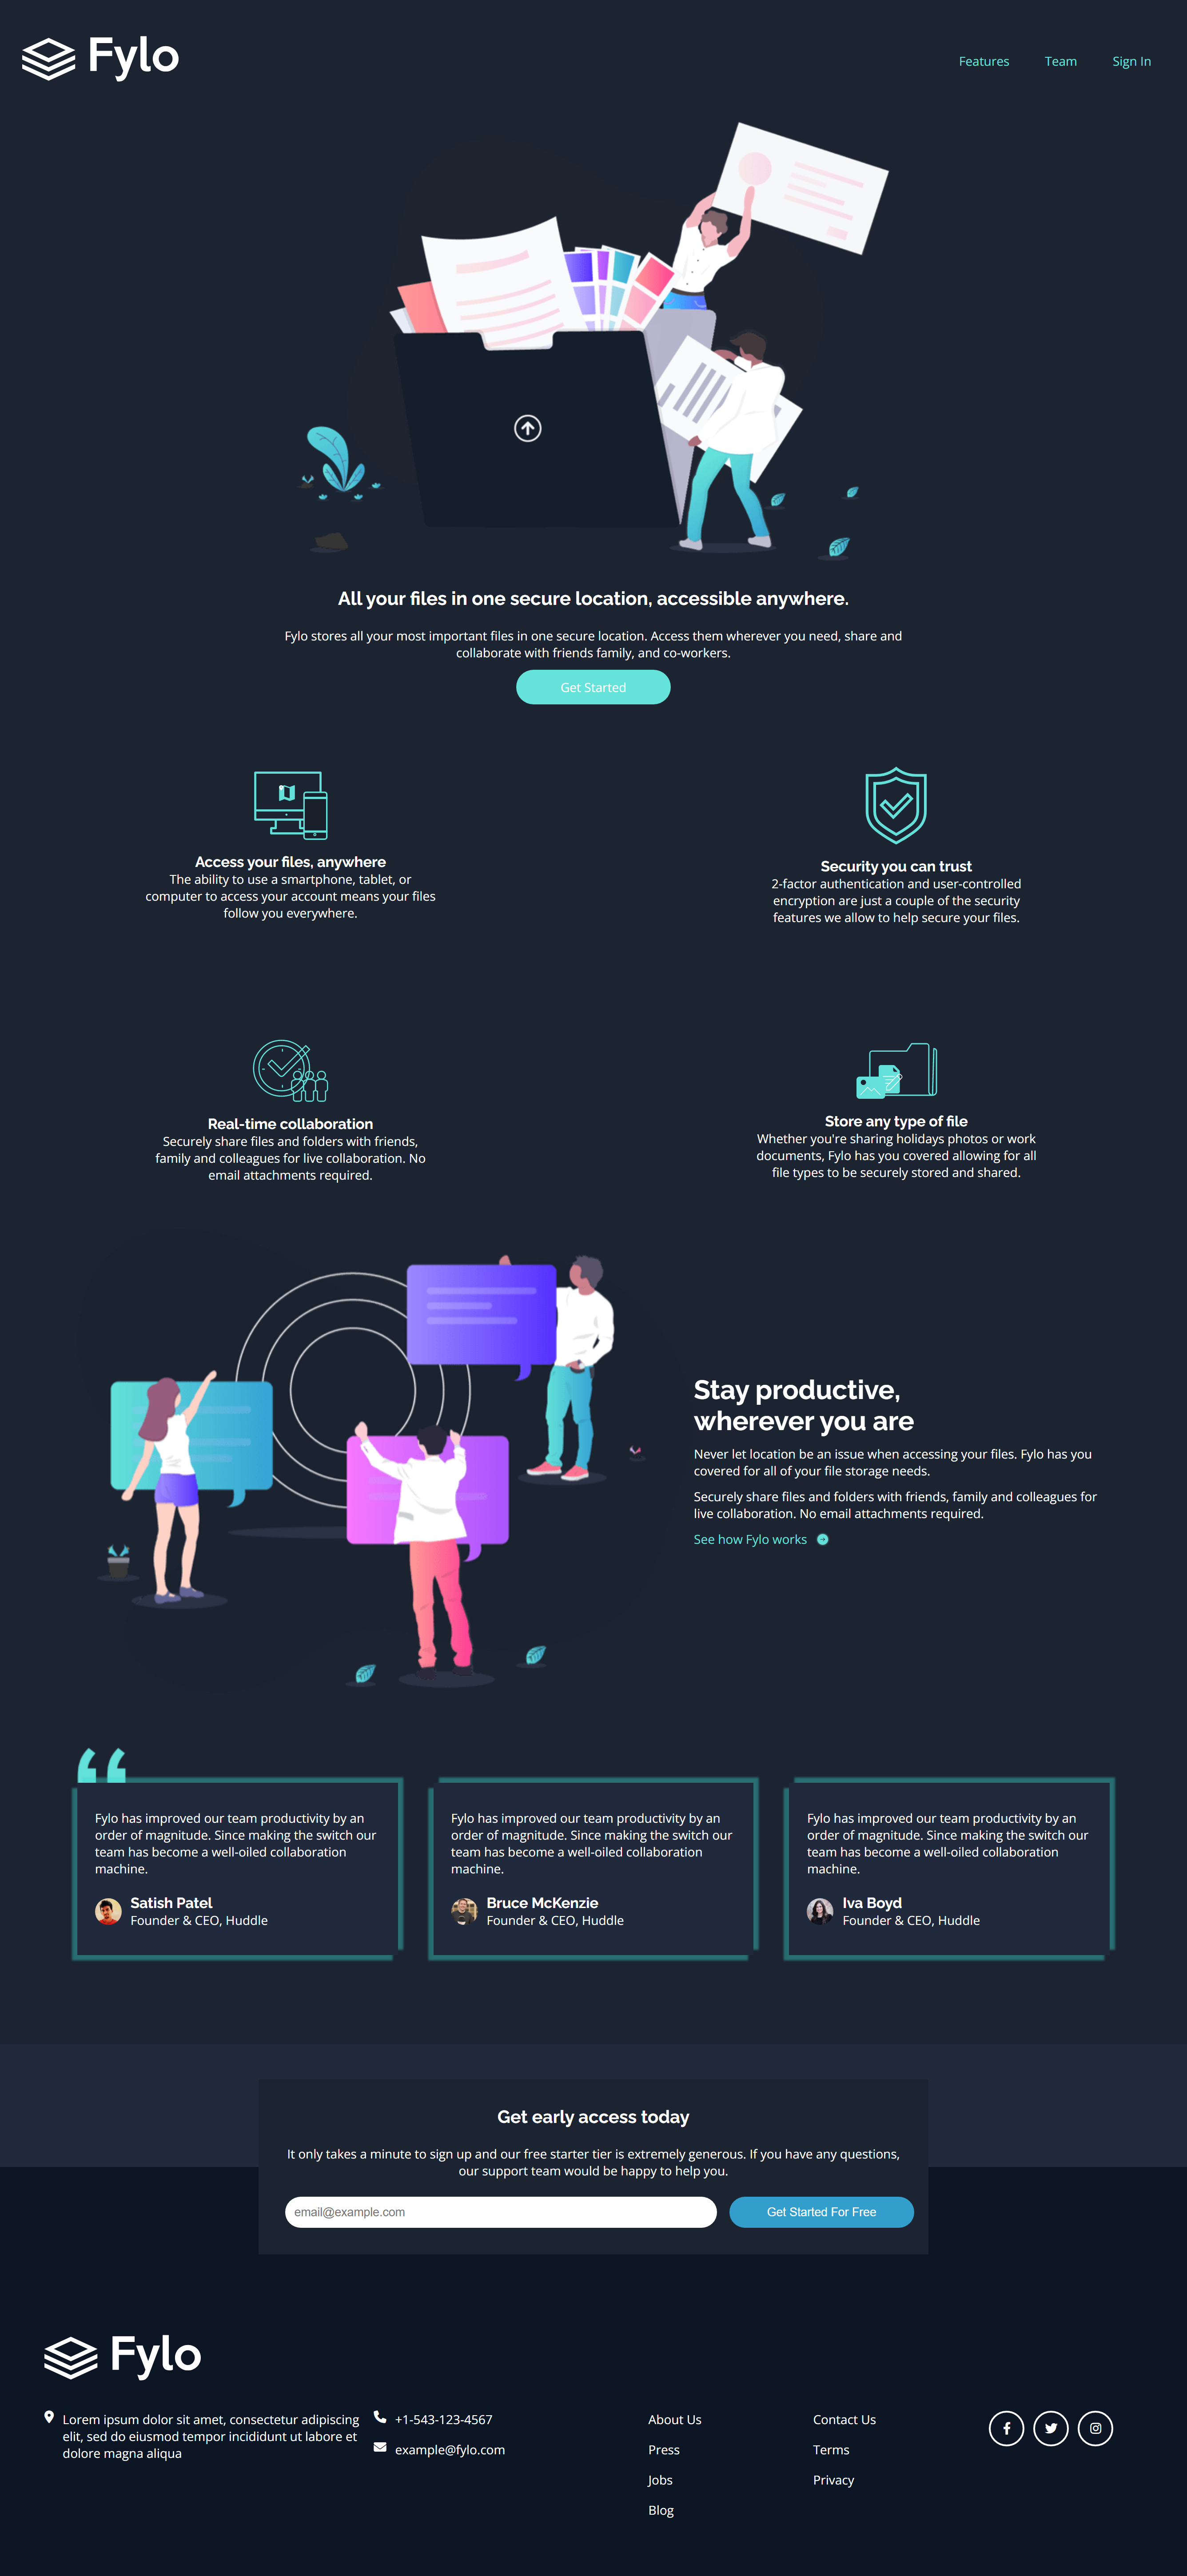 Fylo
Features Team Sign In
All your files in one secure location, accessible anywhere.
Fylo stores all your most important files in one secure location. Access them wherever you need, share and
collaborate with friends family, and co-workers.
Get Started
Access your files, anywhere
The ability to use a smartphone, tablet, or
computer to access your account means your files
follow you everywhere.
Security you can trust
2-factor authentication and user-controlled
encryption are just a couple of the security
features we allow to help secure your files.
Real-time collaboration
Securely share files and folders with friends,
family and colleagues for live collaboration. No
email attachments required.
Store any type of file
Whether you're sharing holidays photos or work
documents, Fylo has you covered allowing for all
file types to be securely stored and shared.
Stay productive,
wherever you are
Never let location be an issue when accessing your files. Fylo has you
covered for all of your file storage needs.
Securely share files and folders with friends, family and colleagues for
live collaboration. No email attachments required.
See how Fylo works
Fylo has improved our team productivity by an
order of magnitude. Since making the switch our
team has become a well-oiled collaboration
machine.
Satish Patel
Founder & CEO, Huddle
Fylo has improved our team productivity by an
order of magnitude. Since making the switch our
team has become a well-oiled collaboration
machine.
Bruce McKenzie
Founder & CEO, Huddle
Fylo has improved our team productivity by an
order of magnitude. Since making the switch our
team has become a well-oiled collaboration
machine.
Iva Boyd
Founder & CEO, Huddle
Get early access today
It only takes a minute to sign up and our free starter tier is extremely generous. If you have any questions,
our support team would be happy to help you.
email@example.com
Get Started For Free
Fylo
Lorem ipsum dolor sit amet, consectetur adipiscing
elit, sed do eiusmod tempor incididunt ut labore et
dolore magna aliqua
+1-543-123-4567
example@fylo.com
About Us
Press
Jobs
Blog
Contact Us
Terms
Privacy